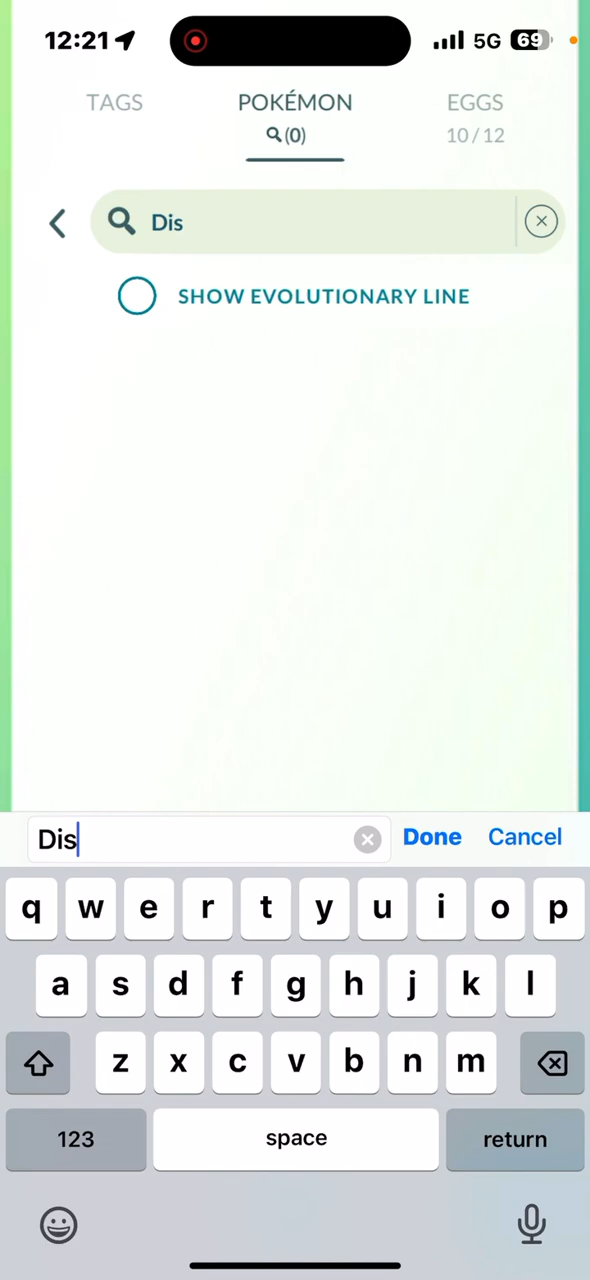 12:21 5G 69
TAGS POKÉMON EGGS
(0) 10/12
Dis
SHOW EVOLUTIONARY LINE
Dis Done Cancel
q w e r t y u i o p
a s d f g h j k l
z x c v b n m
123 space return